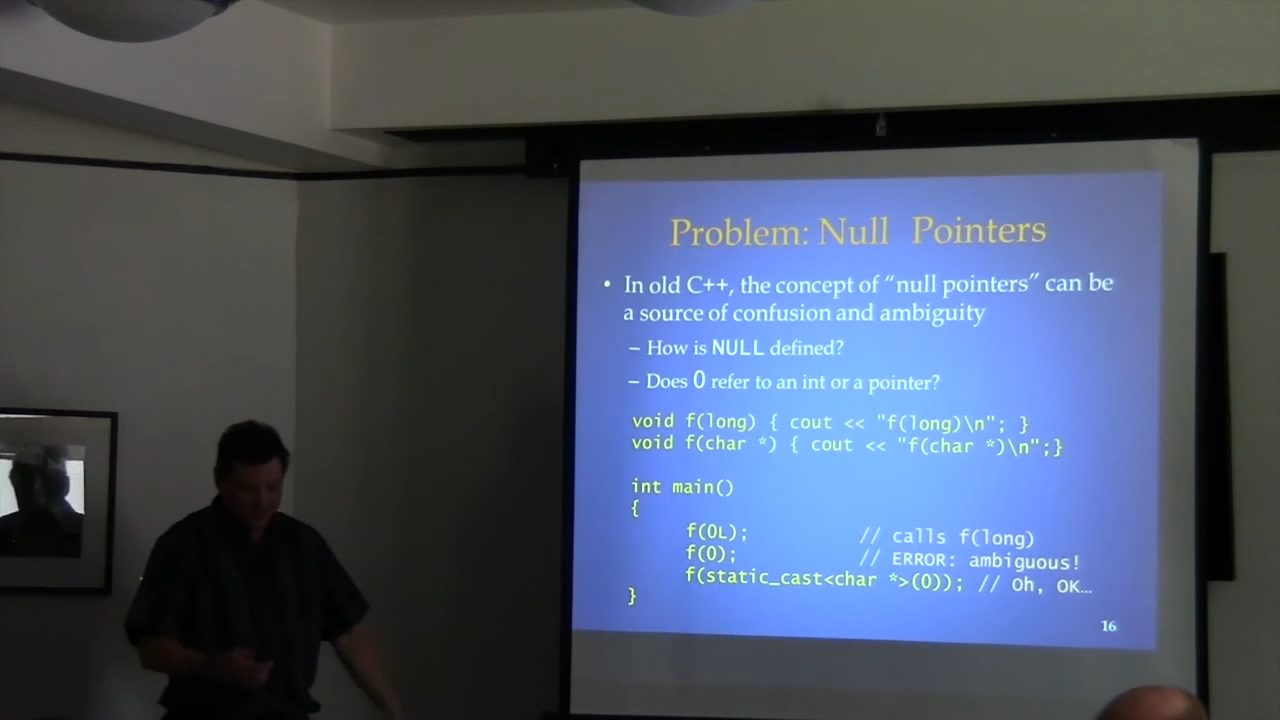 Problem: Null Pointers
• In old C++, the concept of “null pointers” can be
a source of confusion and ambiguity
– How is NULL defined?
– Does 0 refer to an int or a pointer?
void f(long) { cout << "f(long)\n"; }
void f(char *) { cout << "f(char *)\n";}
int main()
{
f(0L); // calls f(long)
f(0); // ERROR: ambiguous!
f(static_cast<char *>(0)); // Oh, OK…
}
16